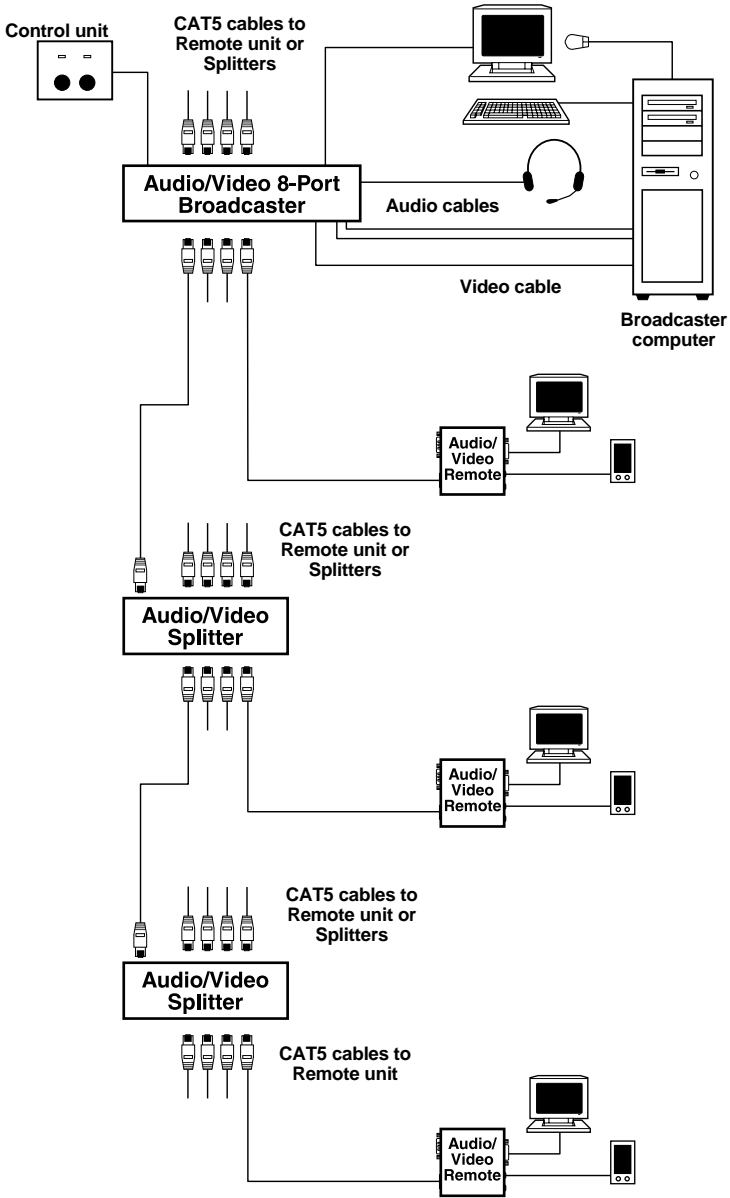 Control unit
CAT5 cables to
Remote unit or
Splitters
Audio/Video 8-Port
Broadcaster
Audio cables
Video cable
Broadcaster
computer
Audio/
Video
Remote
CAT5 cables to
Remote unit or
Splitters
Audio/Video
Splitter
Audio/
Video
Remote
CAT5 cables to
Remote unit or
Splitters
Audio/Video
Splitter
CAT5 cables to
Remote unit
Audio/
Video
Remote